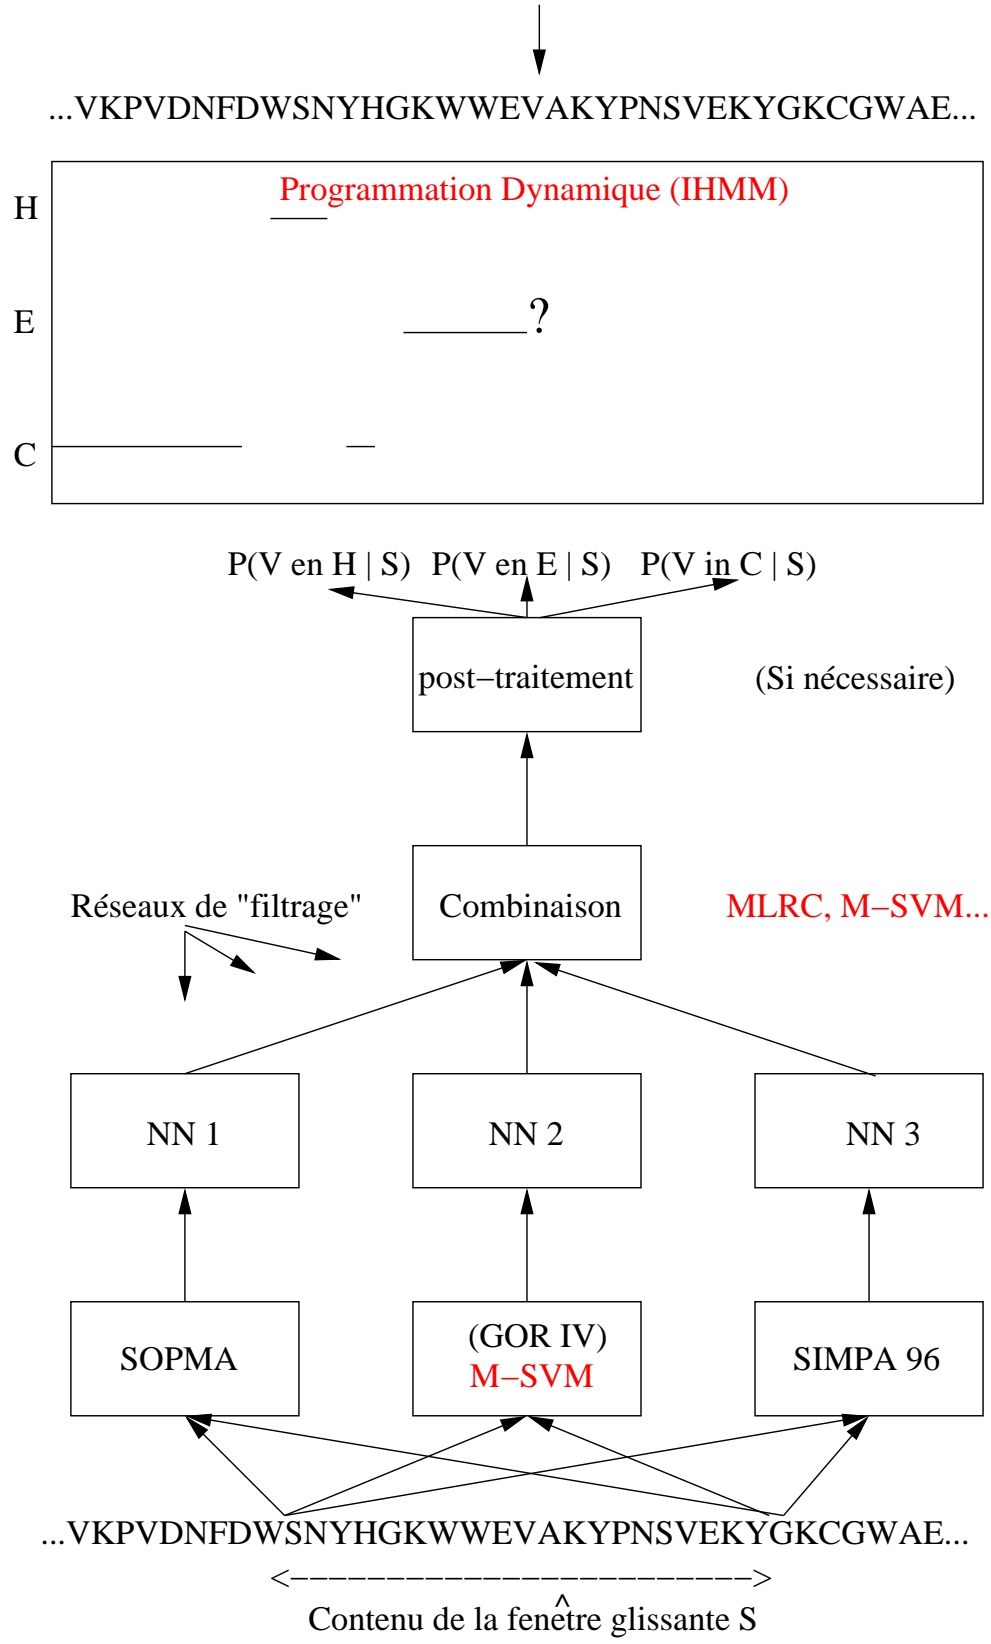 ...VKPVDNFDWSNYHGKWWEVAKYPNSVEKYGKCGWAE...
Programmation Dynamique (IHMM)
H
E
?
C
P(V en H | S) P(V en E | S) P(V in C | S)
post−traitement
(Si nécessaire)
Réseaux de "filtrage"
Combinaison
MLRC, M−SVM...
NN 1
NN 2
NN 3
SOPMA
(GOR IV)
M−SVM
SIMPA 96
...VKPVDNFDWSNYHGKWWEVAKYPNSVEKYGKCGWAE...
<−−−−−−−−−−−−−−−−−−−−−−−−−>
Contenu de la fenêtre glissante S